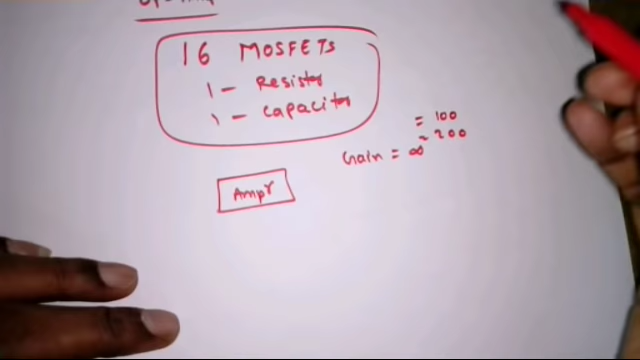 16 MOSFETs
1 - Resistor
1 - Capacitor
= 100
~ 200
Gain = ∞
Ampr